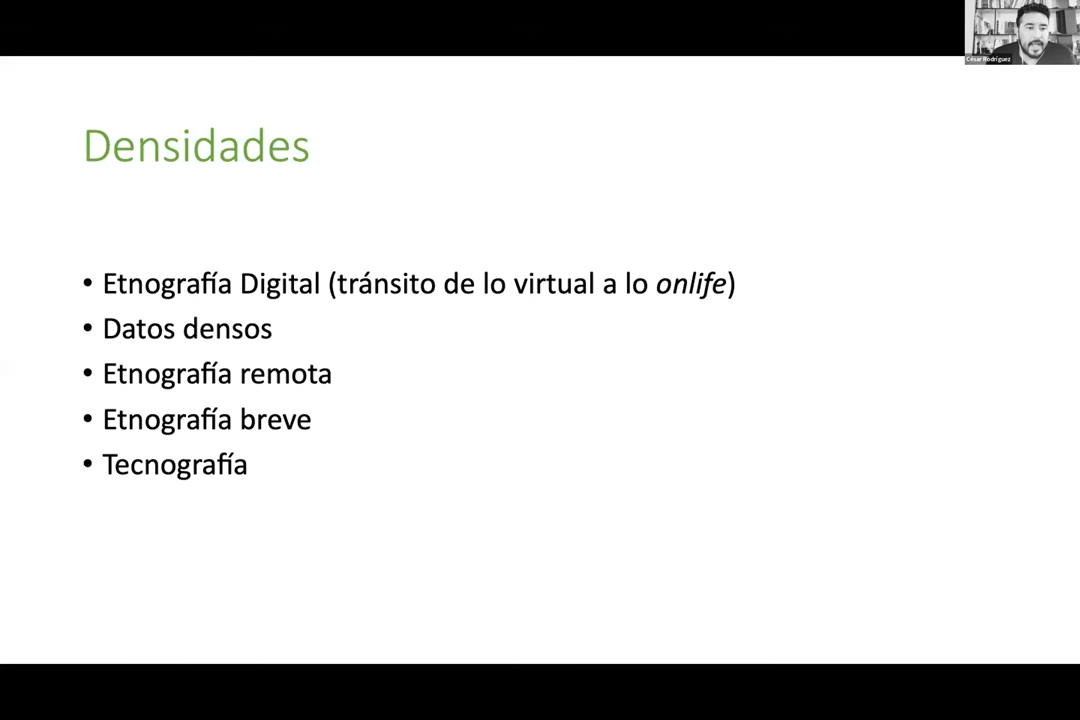 César Rodríguez
Densidades
• Etnografía Digital (tránsito de lo virtual a lo onlife)
• Datos densos
• Etnografía remota
• Etnografía breve
• Tecnografía